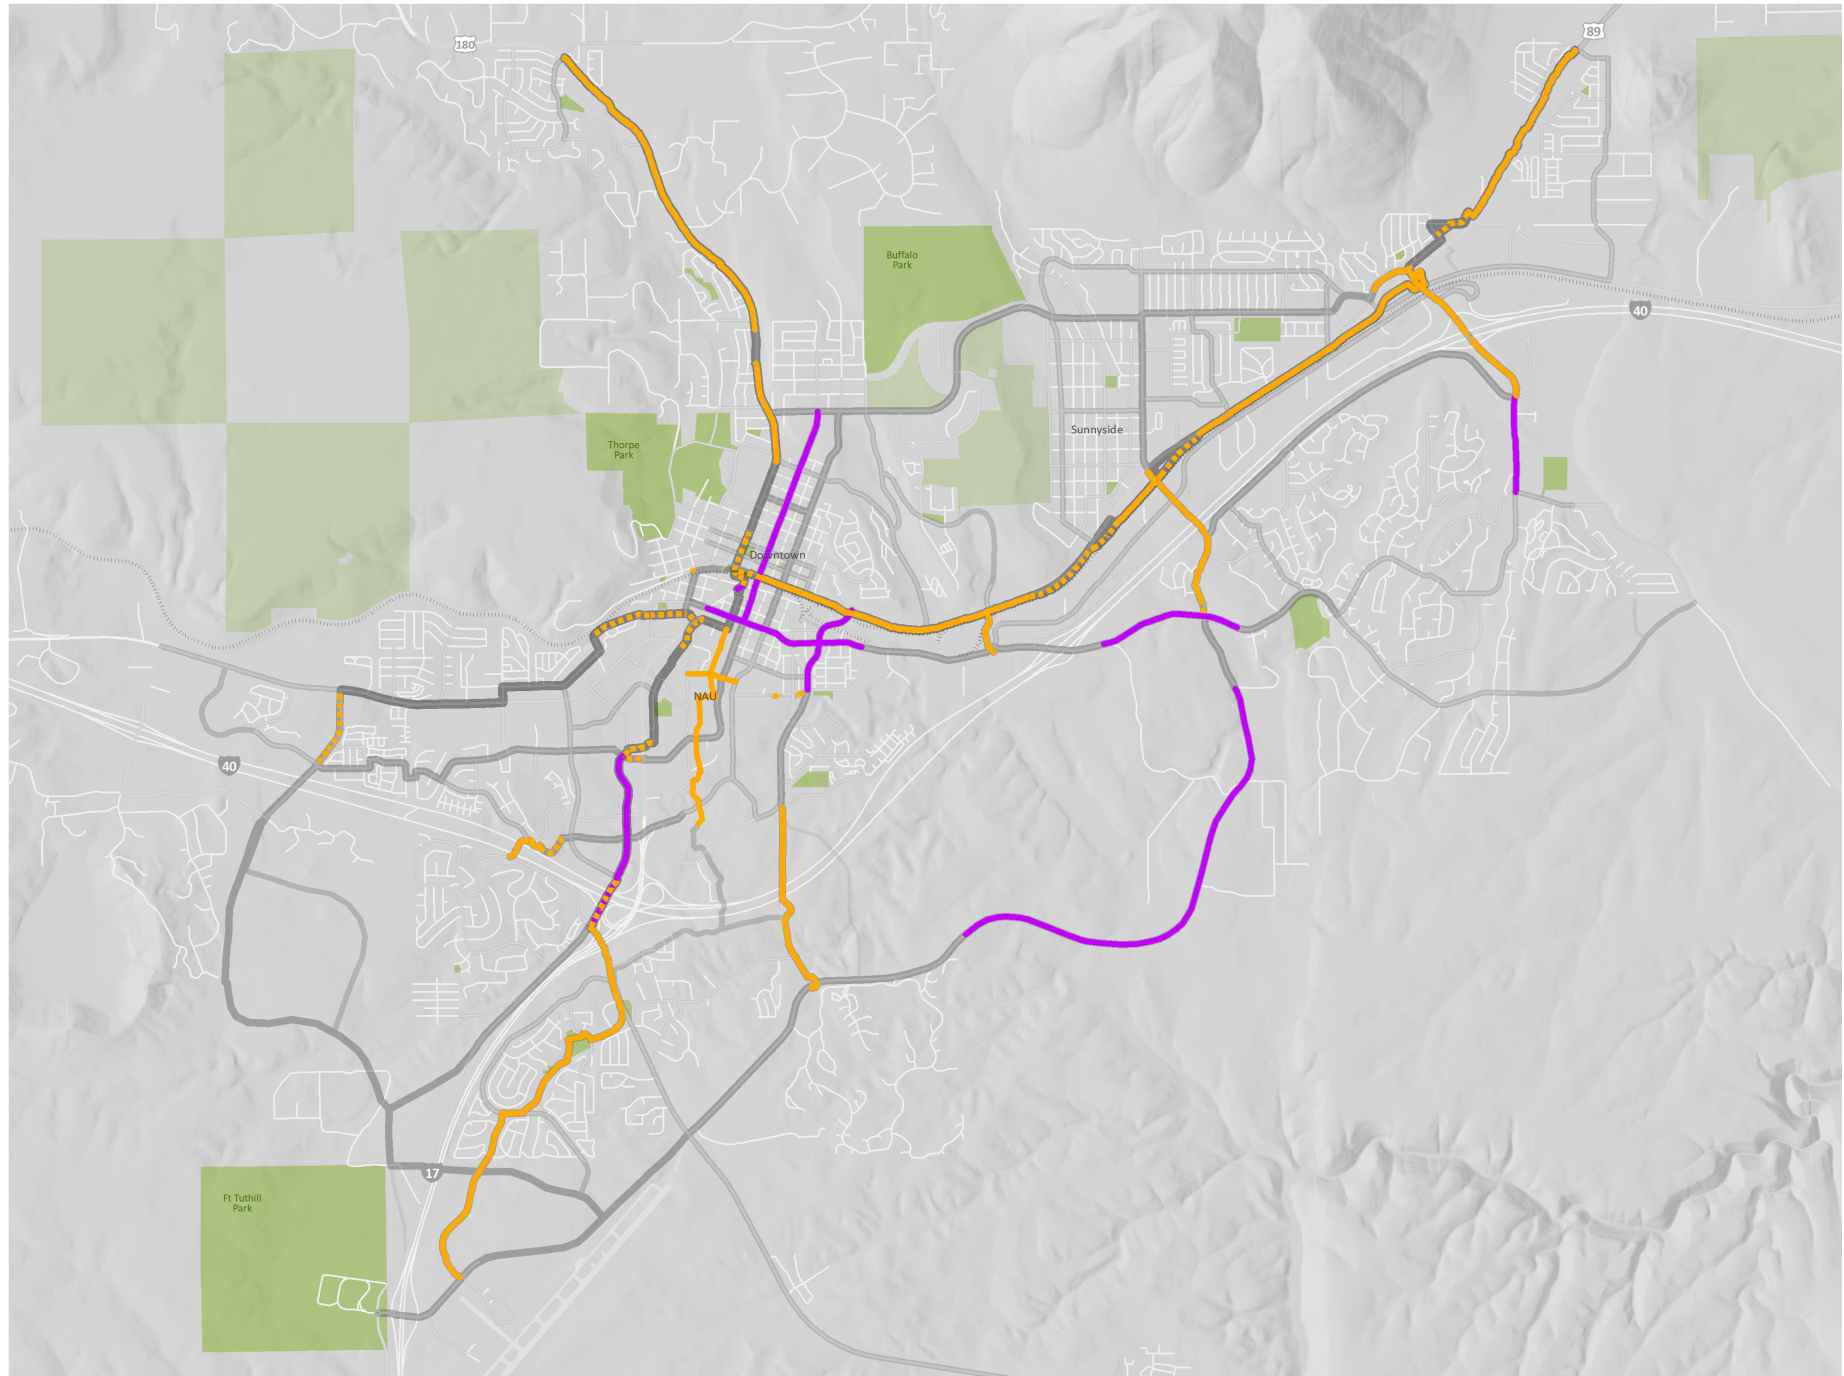 180
89
Buffalo
Park
40
Sunnyside
Thorpe
Park
Downtown
NAU
40
17
Ft Tuthill
Park